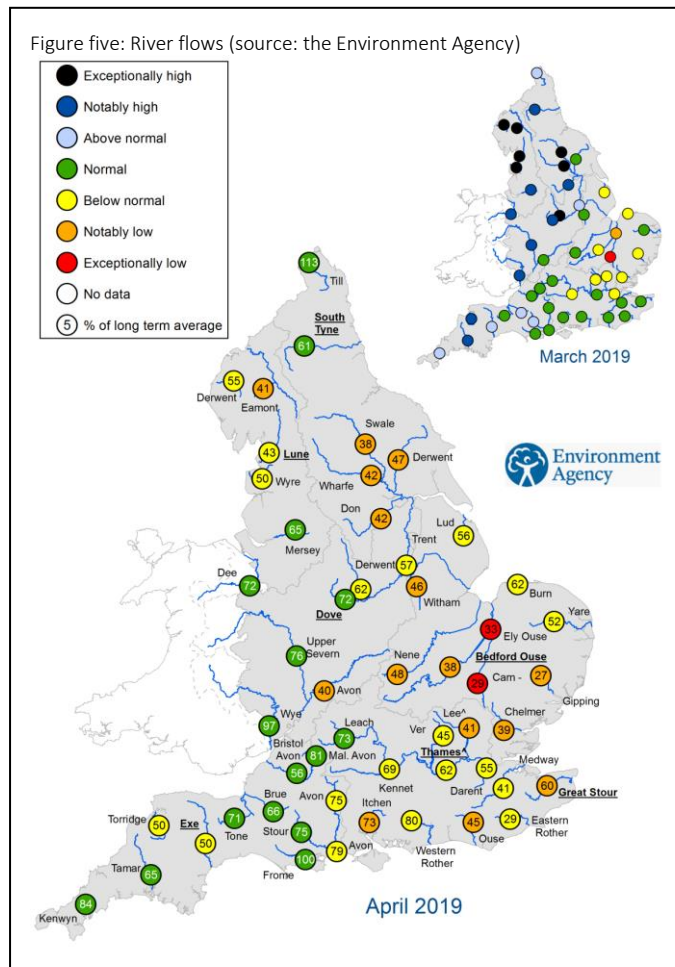 Figure five: River flows (source: the Environment Agency)
Exceptionally high
Notably high
Above normal
Normal
Below normal
Notably low
Exceptionally low
No data
5 % of long term average
March 2019
Environment
Agency
113
Till
South
Tyne
61
55
Derwent
41
Eamont
Swale
38
47
Derwent
43
Lune
50
Wyre
Wharfe
42
Don
42
Lud
56
65
Mersey
Trent
57
Derwent
62
72
Dove
Dee
72
46
Witham
62
Burn
Yare
52
33
Ely Ouse
Upper
Severn
76
Nene
48
38
Bedford Ouse
29
Cam -
27
Gipping
40
Avon
Wye
97
Leach
73
Ver
45
Lee^
41
Chelmer
39
Bristol
Avon
56
81
Mal. Avon
Thames^
62
69
Kennet
55
Medway
Darent
41
60
Great Stour
Brue
66
Avon
75
Itchen
73
80
Western
Rother
45
Ouse
29
Eastern
Rother
Torridge
50
Exe
50
71
Tone
Stour
75
79
Avon
100
Frome
Tamar
65
84
Kenwyn
April 2019